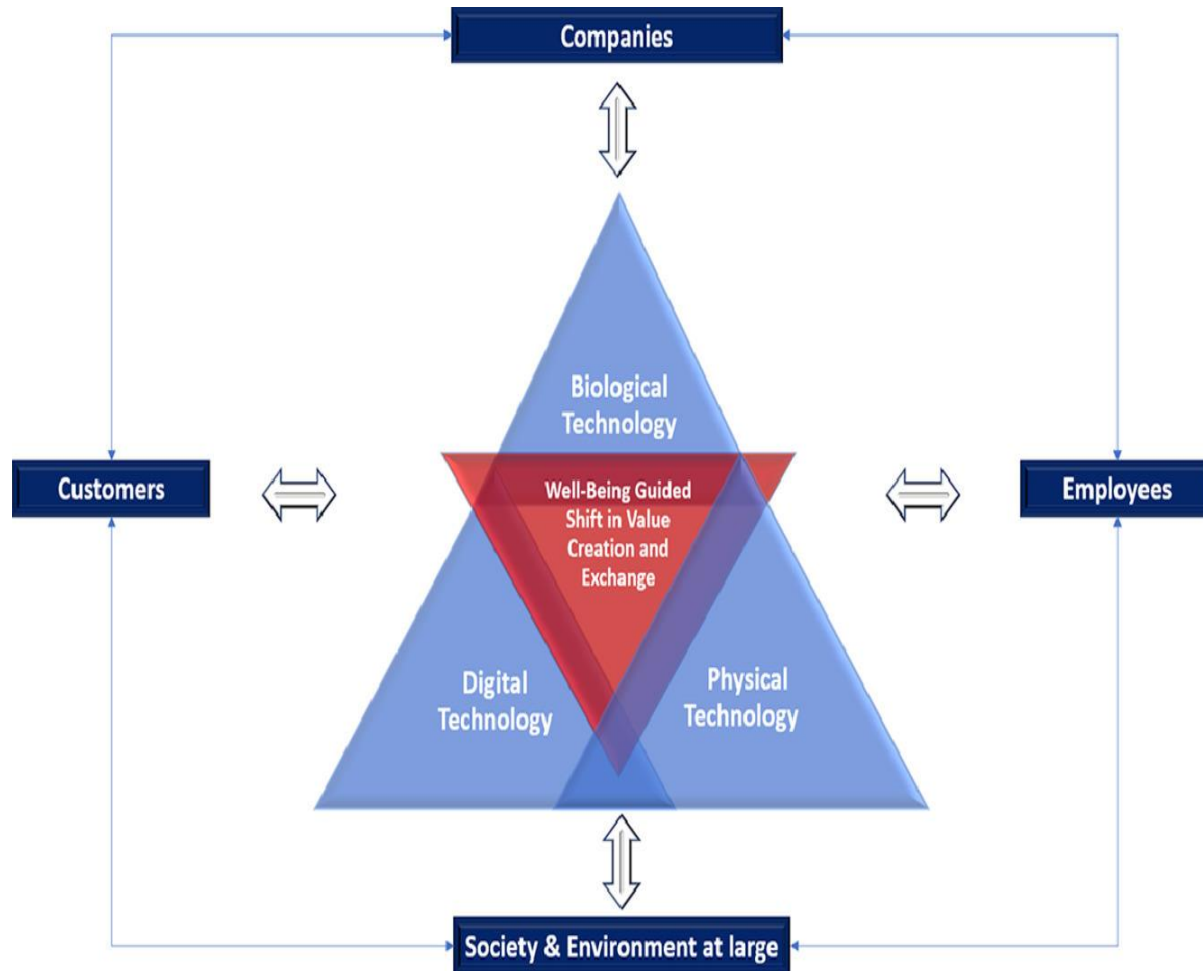 Companies
Biological
Technology
Customers
Well-Being Guided
Shift in Value
Creation and
Exchange
Employees
Digital
Technology
Physical
Technology
Society & Environment at large